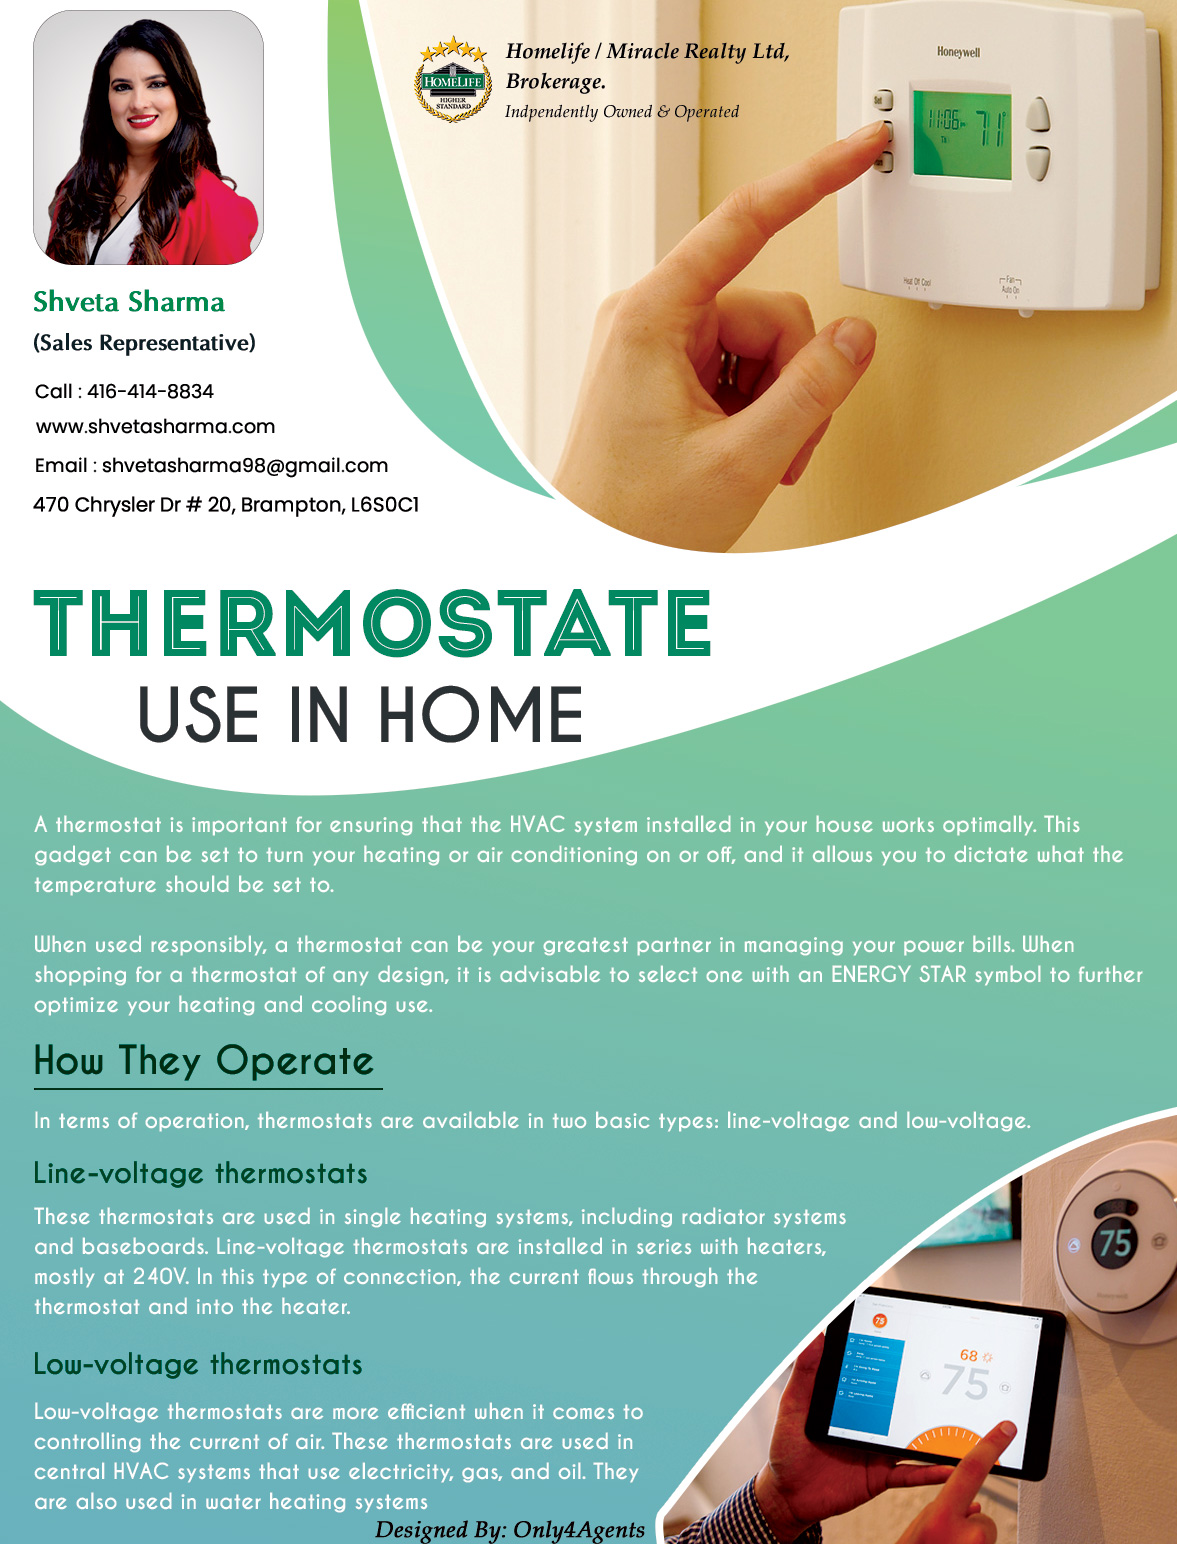 HOMELIFE
HIGHER
STANDARD
Homelife / Miracle Realty Ltd,
Brokerage.
Indpendently Owned & Operated
Honeywell
11:06
71°
Heat Off Cool
Fan
Auto On
Shveta Sharma
(Sales Representative)
Call : 416-414-8834
www.shvetasharma.com
Email : shvetasharma98@gmail.com
470 Chrysler Dr # 20, Brampton, L6S0C1
THERMOSTATE
USE IN HOME
A thermostat is important for ensuring that the HVAC system installed in your house works optimally. This
gadget can be set to turn your heating or air conditioning on or off, and it allows you to dictate what the
temperature should be set to.
When used responsibly, a thermostat can be your greatest partner in managing your power bills. When
shopping for a thermostat of any design, it is advisable to select one with an ENERGY STAR symbol to further
optimize your heating and cooling use.
How They Operate
In terms of operation, thermostats are available in two basic types: line-voltage and low-voltage.
Line-voltage thermostats
These thermostats are used in single heating systems, including radiator systems
and baseboards. Line-voltage thermostats are installed in series with heaters,
mostly at 240V. In this type of connection, the current flows through the
thermostat and into the heater.
Low-voltage thermostats
Low-voltage thermostats are more efficient when it comes to
controlling the current of air. These thermostats are used in
central HVAC systems that use electricity, gas, and oil. They
are also used in water heating systems
75
Honeywell
75
68
75
Designed By: Only4Agents